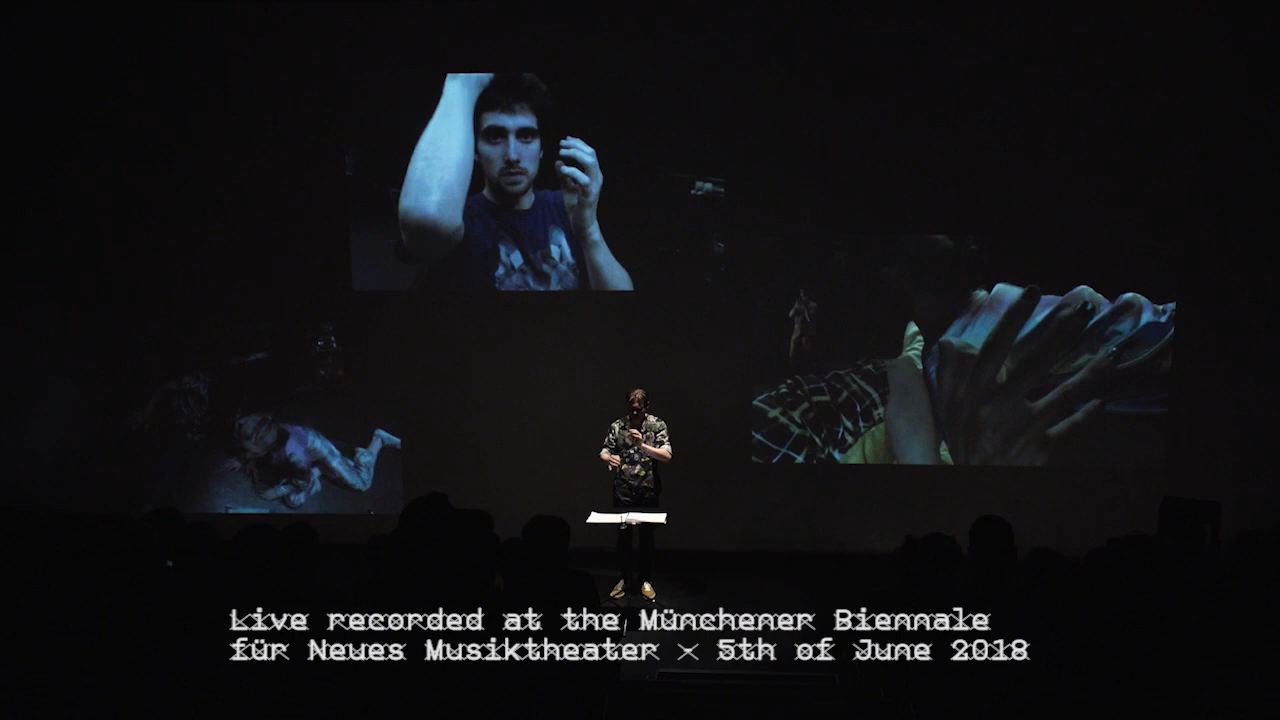 Live recorded at the Münchener Biennale
für Neues Musiktheater × 5th of June 2018